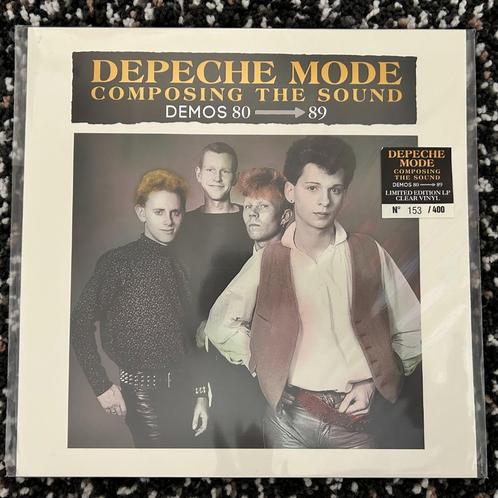 DEPECHE MODE
COMPOSING THE SOUND
DEMOS 80 → 89
DEPECHE
MODE
COMPOSING
THE SOUND
DEMOS 80 → 89
LIMITED EDITION LP
CLEAR VINYL
Nº 153 / 400